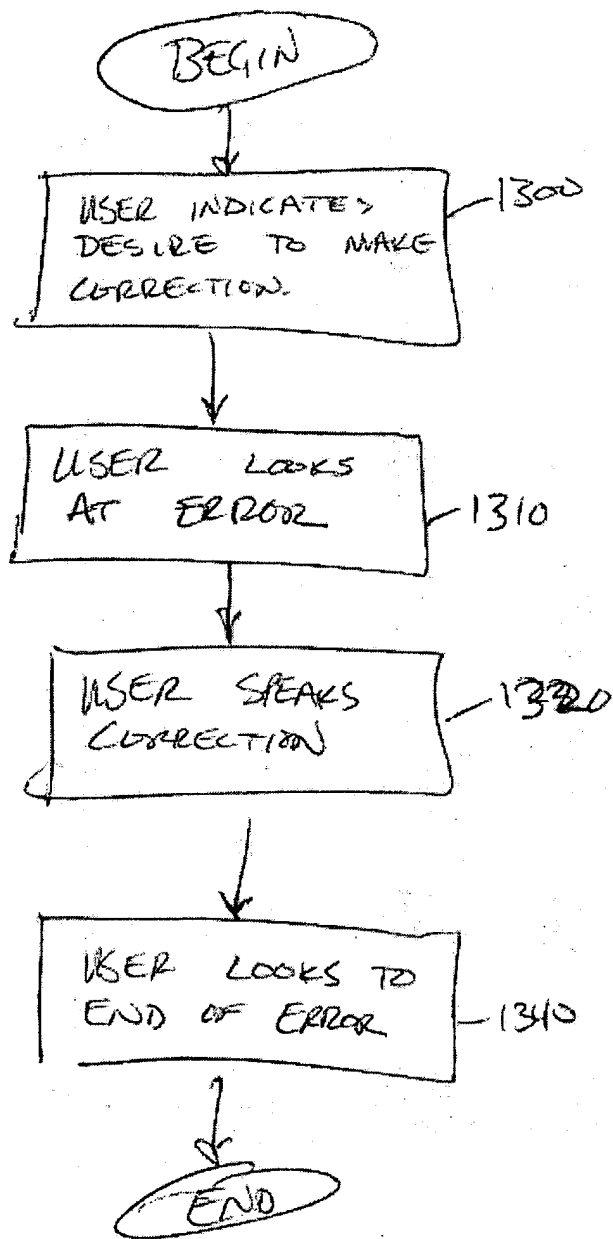 BEGIN
USER INDICATES
DESIRE TO MAKE
CORRECTION.
1300
USER LOOKS
AT ERROR
1310
USER SPEAKS
CORRECTION
USER LOOKS TO
END OF ERROR
1340
END